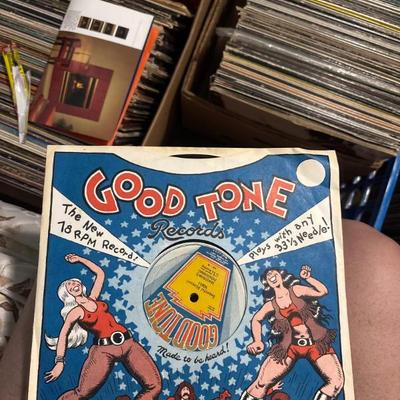 GOOD TONE
Records
The New
78 RPM Record!
Plays with any
33⅓ Needle!
GOOD TONE
Made to be heard!